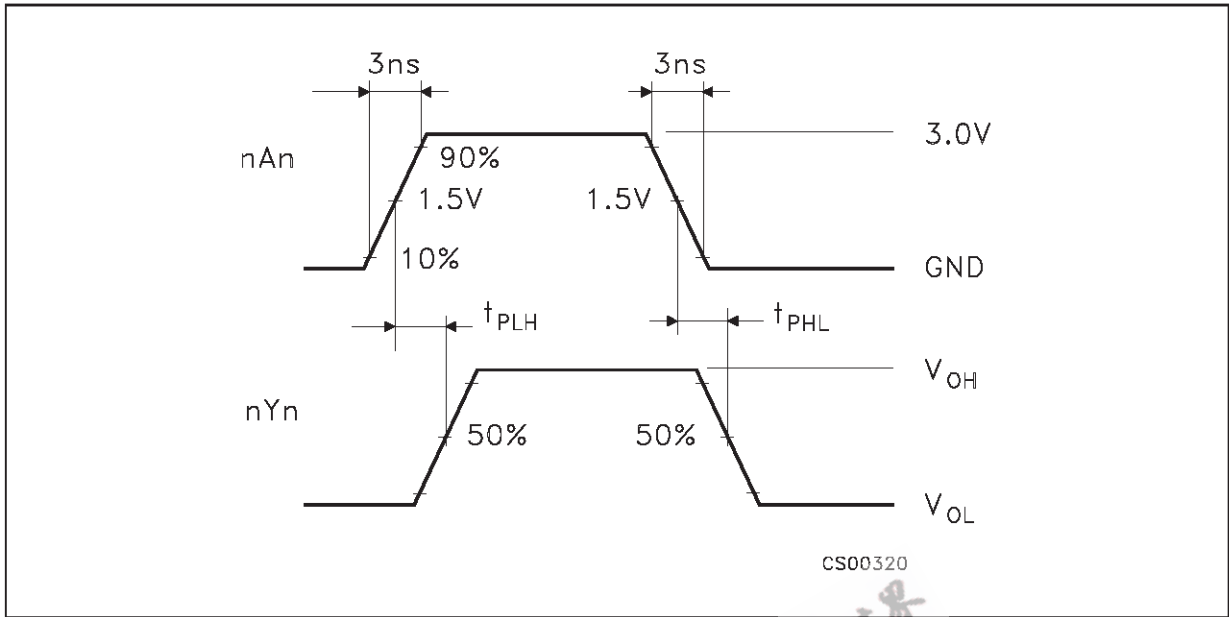 3ns 3ns
3.0V
nAn
90%
1.5V 1.5V
10%
GND
tPLH tPHL
VOH
nYn
50% 50%
VOL
CS00320